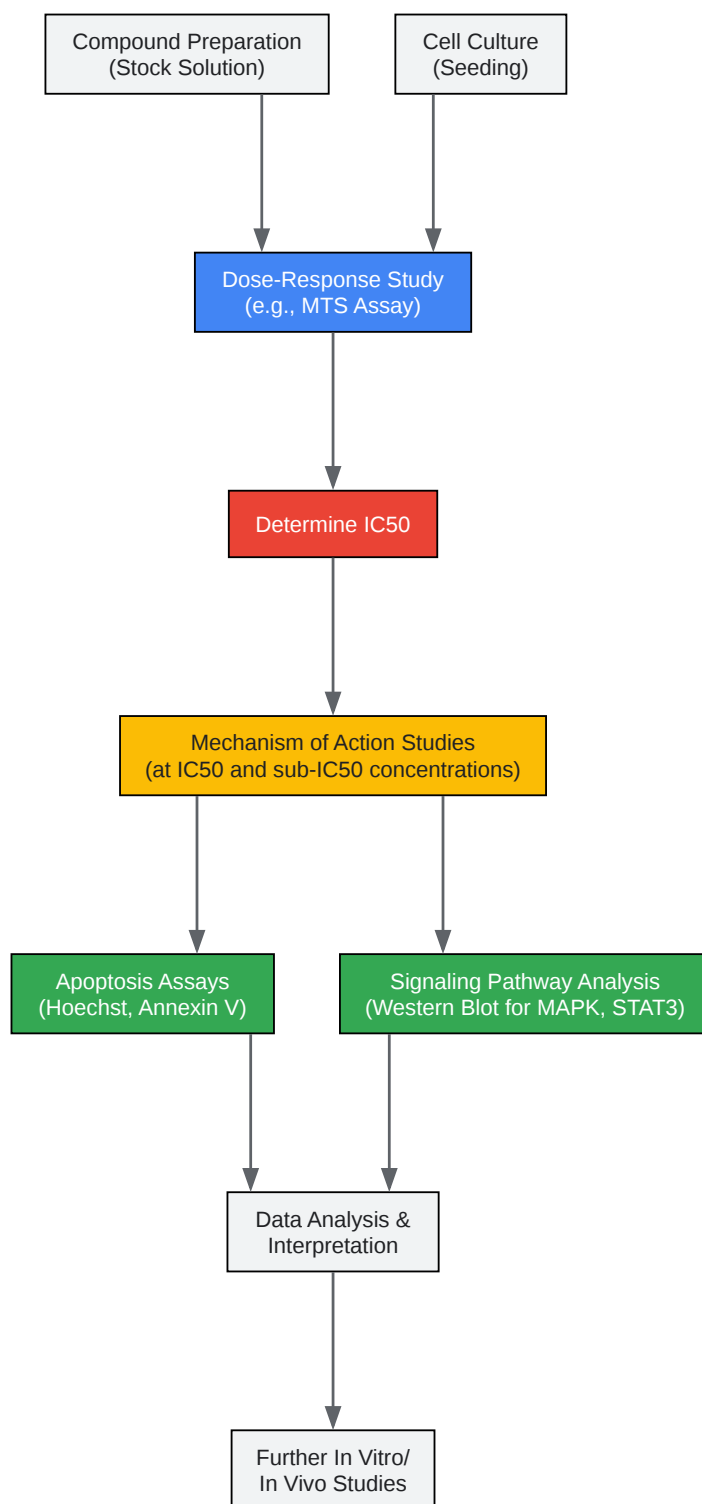 Compound Preparation
(Stock Solution)
Cell Culture
(Seeding)
Dose-Response Study
(e.g., MTS Assay)
Determine IC50
Mechanism of Action Studies
(at IC50 and sub-IC50 concentrations)
Apoptosis Assays
(Hoechst, Annexin V)
Signaling Pathway Analysis
(Western Blot for MAPK, STAT3)
Data Analysis &
Interpretation
Further In Vitro/
In Vivo Studies